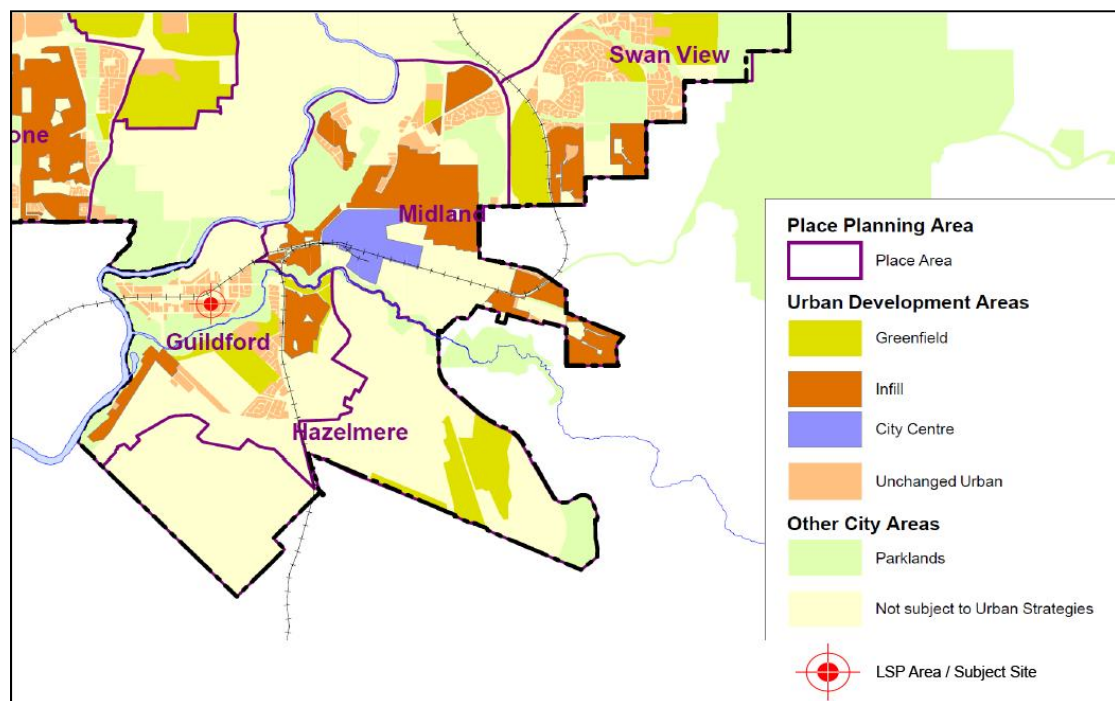 Swan View
one
Midland
Guildford
Hazelmere
Place Planning Area
Place Area
Urban Development Areas
Greenfield
Infill
City Centre
Unchanged Urban
Other City Areas
Parklands
Not subject to Urban Strategies
LSP Area / Subject Site